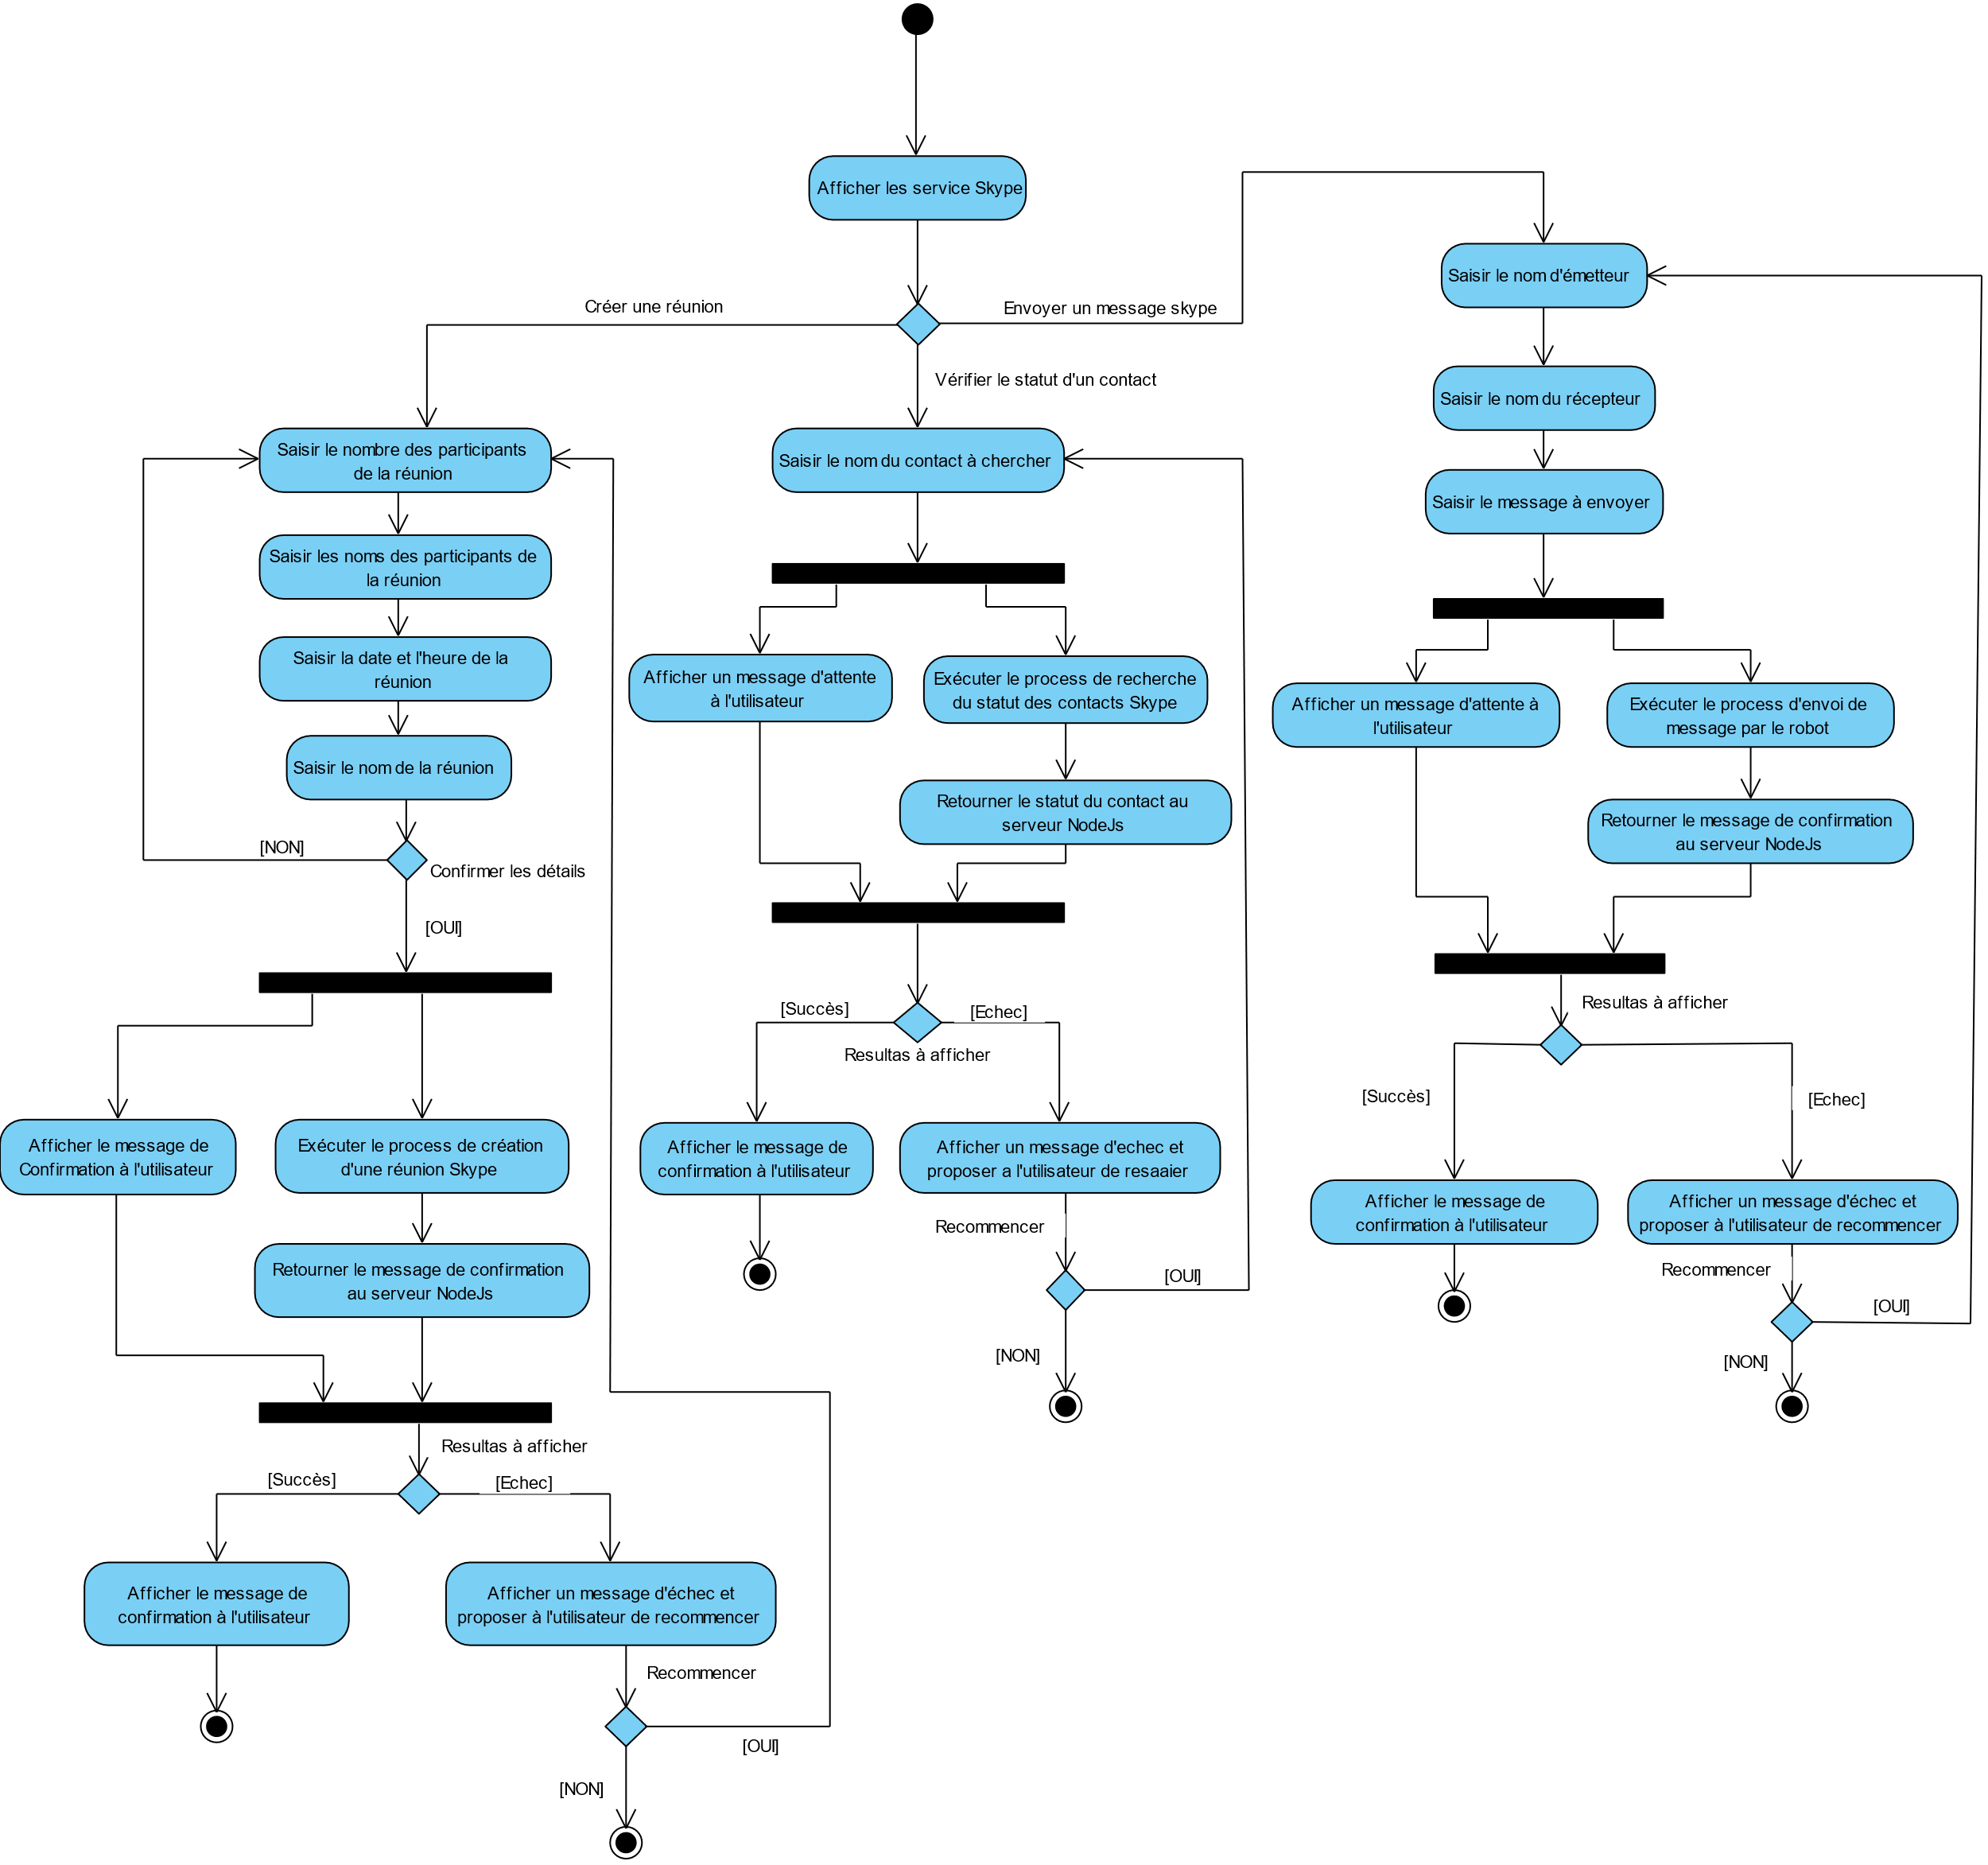 Afficher les service Skype
Créer une réunion
Envoyer un message skype
Vérifier le statut d'un contact
Saisir le nombre des participants
de la réunion
Saisir les noms des participants de
la réunion
Saisir la date et l'heure de la
réunion
Saisir le nom de la réunion
[NON]
Confirmer les détails
[OUI]
Afficher le message de
Confirmation à l'utilisateur
Exécuter le process de création
d'une réunion Skype
Retourner le message de confirmation
au serveur NodeJs
Resultas à afficher
[Succès]
[Echec]
Afficher le message de
confirmation à l'utilisateur
Afficher un message d'échec et
proposer à l'utilisateur de recommencer
Recommencer
[OUI]
[NON]
Saisir le nom du contact à chercher
Afficher un message d'attente
à l'utilisateur
Exécuter le process de recherche
du statut des contacts Skype
Retourner le statut du contact au
serveur NodeJs
[Succès]
[Echec]
Resultas à afficher
Afficher le message de
confirmation à l'utilisateur
Afficher un message d'echec et
proposer a l'utilisateur de resaaier
Recommencer
[OUI]
[NON]
Saisir le nom d'émetteur
Saisir le nom du récepteur
Saisir le message à envoyer
Afficher un message d'attente à
l'utilisateur
Exécuter le process d'envoi de
message par le robot
Retourner le message de confirmation
au serveur NodeJs
Resultas à afficher
[Succès]
[Echec]
Afficher le message de
confirmation à l'utilisateur
Afficher un message d'échec et
proposer à l'utilisateur de recommencer
Recommencer
[OUI]
[NON]